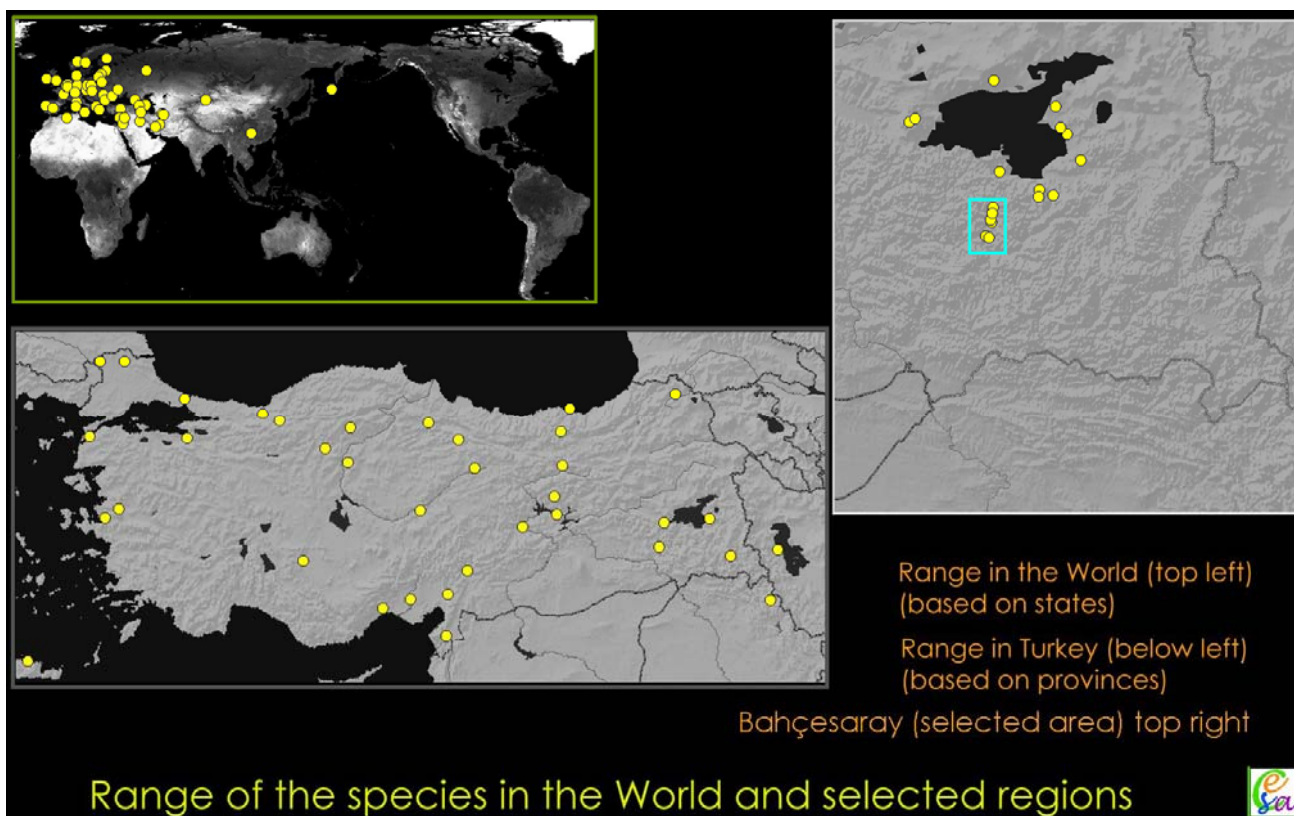 Range in the World (top left)
(based on states)
Range in Turkey (below left)
(based on provinces)
Bahçesaray (selected area) top right
Range of the species in the World and selected regions
Cesa